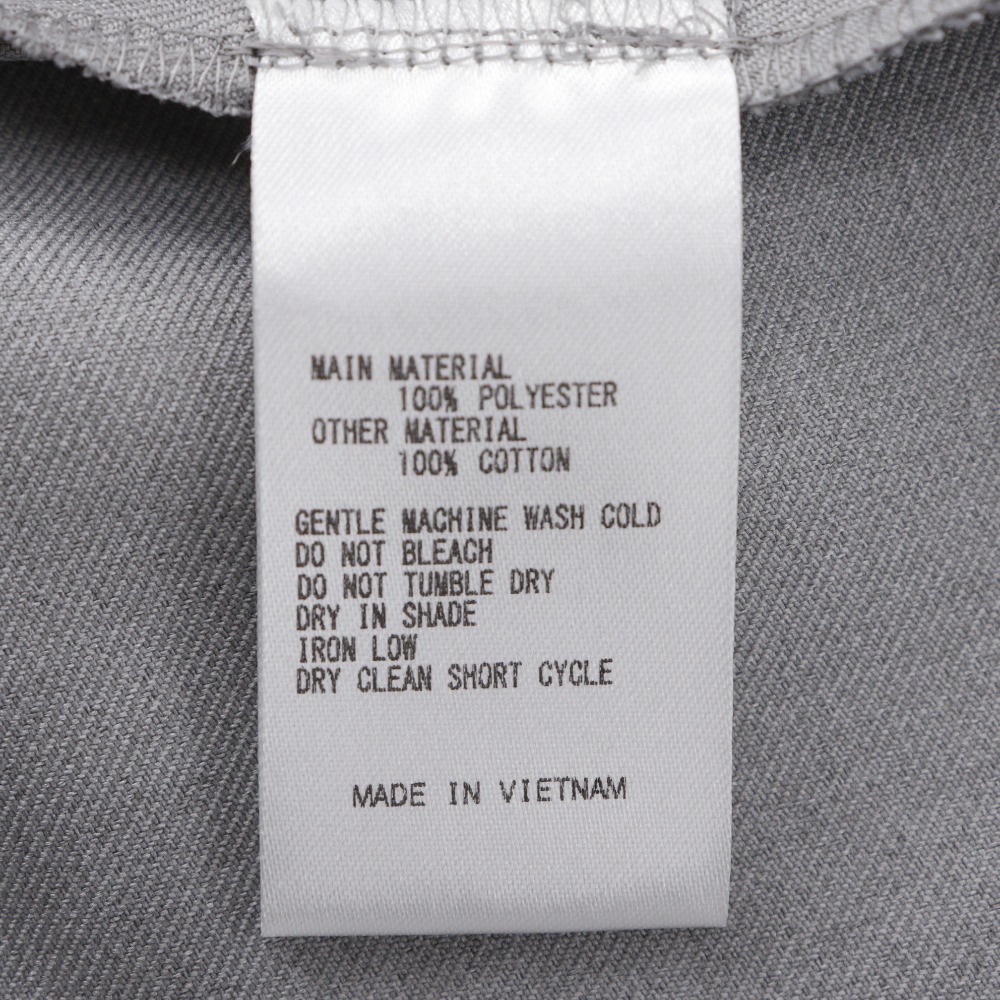 MAIN MATERIAL
100% POLYESTER
OTHER MATERIAL
100% COTTON
GENTLE MACHINE WASH COLD
DO NOT BLEACH
DO NOT TUMBLE DRY
DRY IN SHADE
IRON LOW
DRY CLEAN SHORT CYCLE
MADE IN VIETNAM